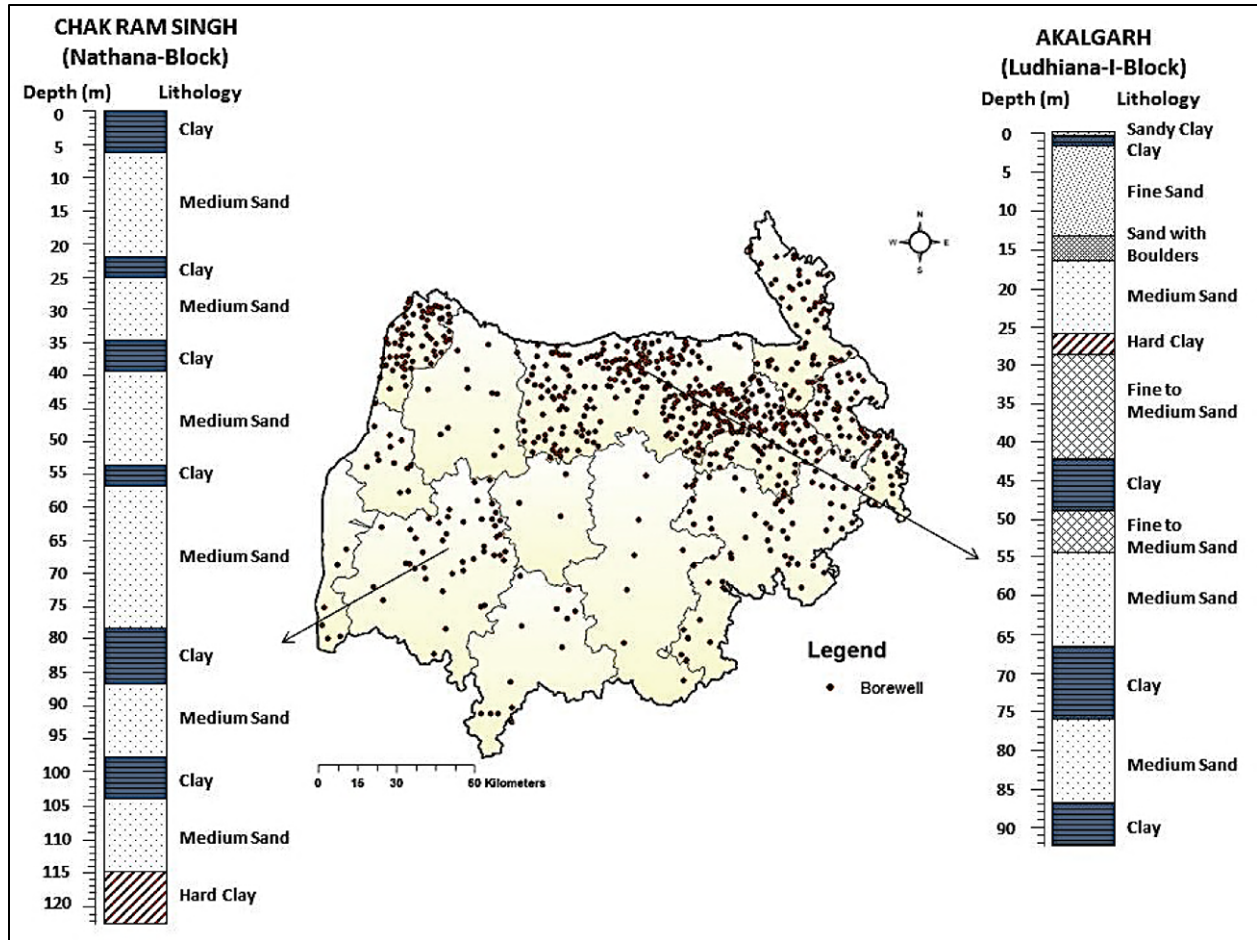 CHAK RAM SINGH
(Nathana-Block)
Depth (m) Lithology
0
5
10
15
20
25
30
35
40
45
50
55
60
65
70
75
80
85
90
95
100
105
110
115
120
Clay
Medium Sand
Clay
Medium Sand
Clay
Medium Sand
Clay
Medium Sand
Clay
Medium Sand
Clay
Medium Sand
Hard Clay
N
W E
S
Legend
Borewell
0 15 30 60 Kilometers
AKALGARH
(Ludhiana-I-Block)
Depth (m) Lithology
0
5
10
15
20
25
30
35
40
45
50
55
60
65
70
75
80
85
90
Sandy Clay
Clay
Fine Sand
Sand with
Boulders
Medium Sand
Hard Clay
Fine to
Medium Sand
Clay
Fine to
Medium Sand
Medium Sand
Clay
Medium Sand
Clay